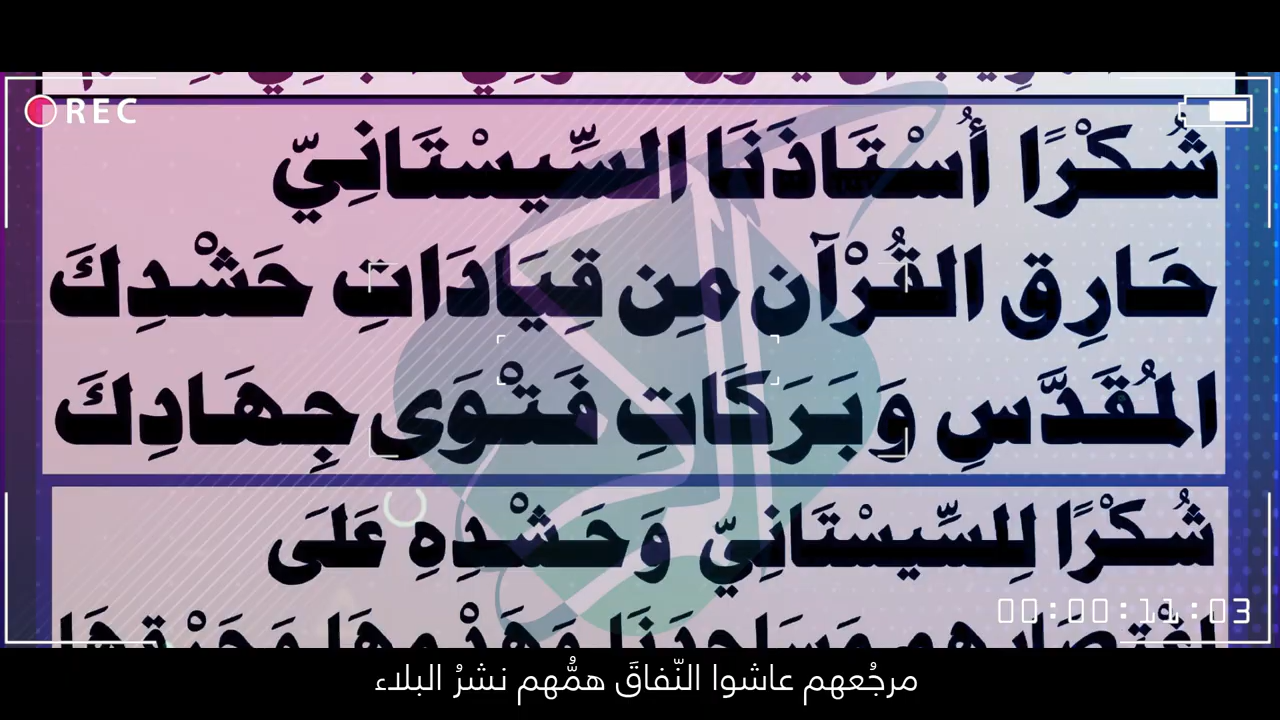 REC
شُكْرًا أُسْتَاذَنَا السِّيسْتَانِيّ
حَارِق القُرْآن مِن قِيَادَاتِ حَشْدِكَ
المُقَدَّسِ وَبَرَكَاتِ فَتْوَى جِهَادِكَ
شُكْرًا لِلسِّيسْتَانِيّ وَحَشْدِهِ عَلَى
00:00:11:03
مرجُعهم عاشوا النّفاقَ همُّهم نشرُ البلاء